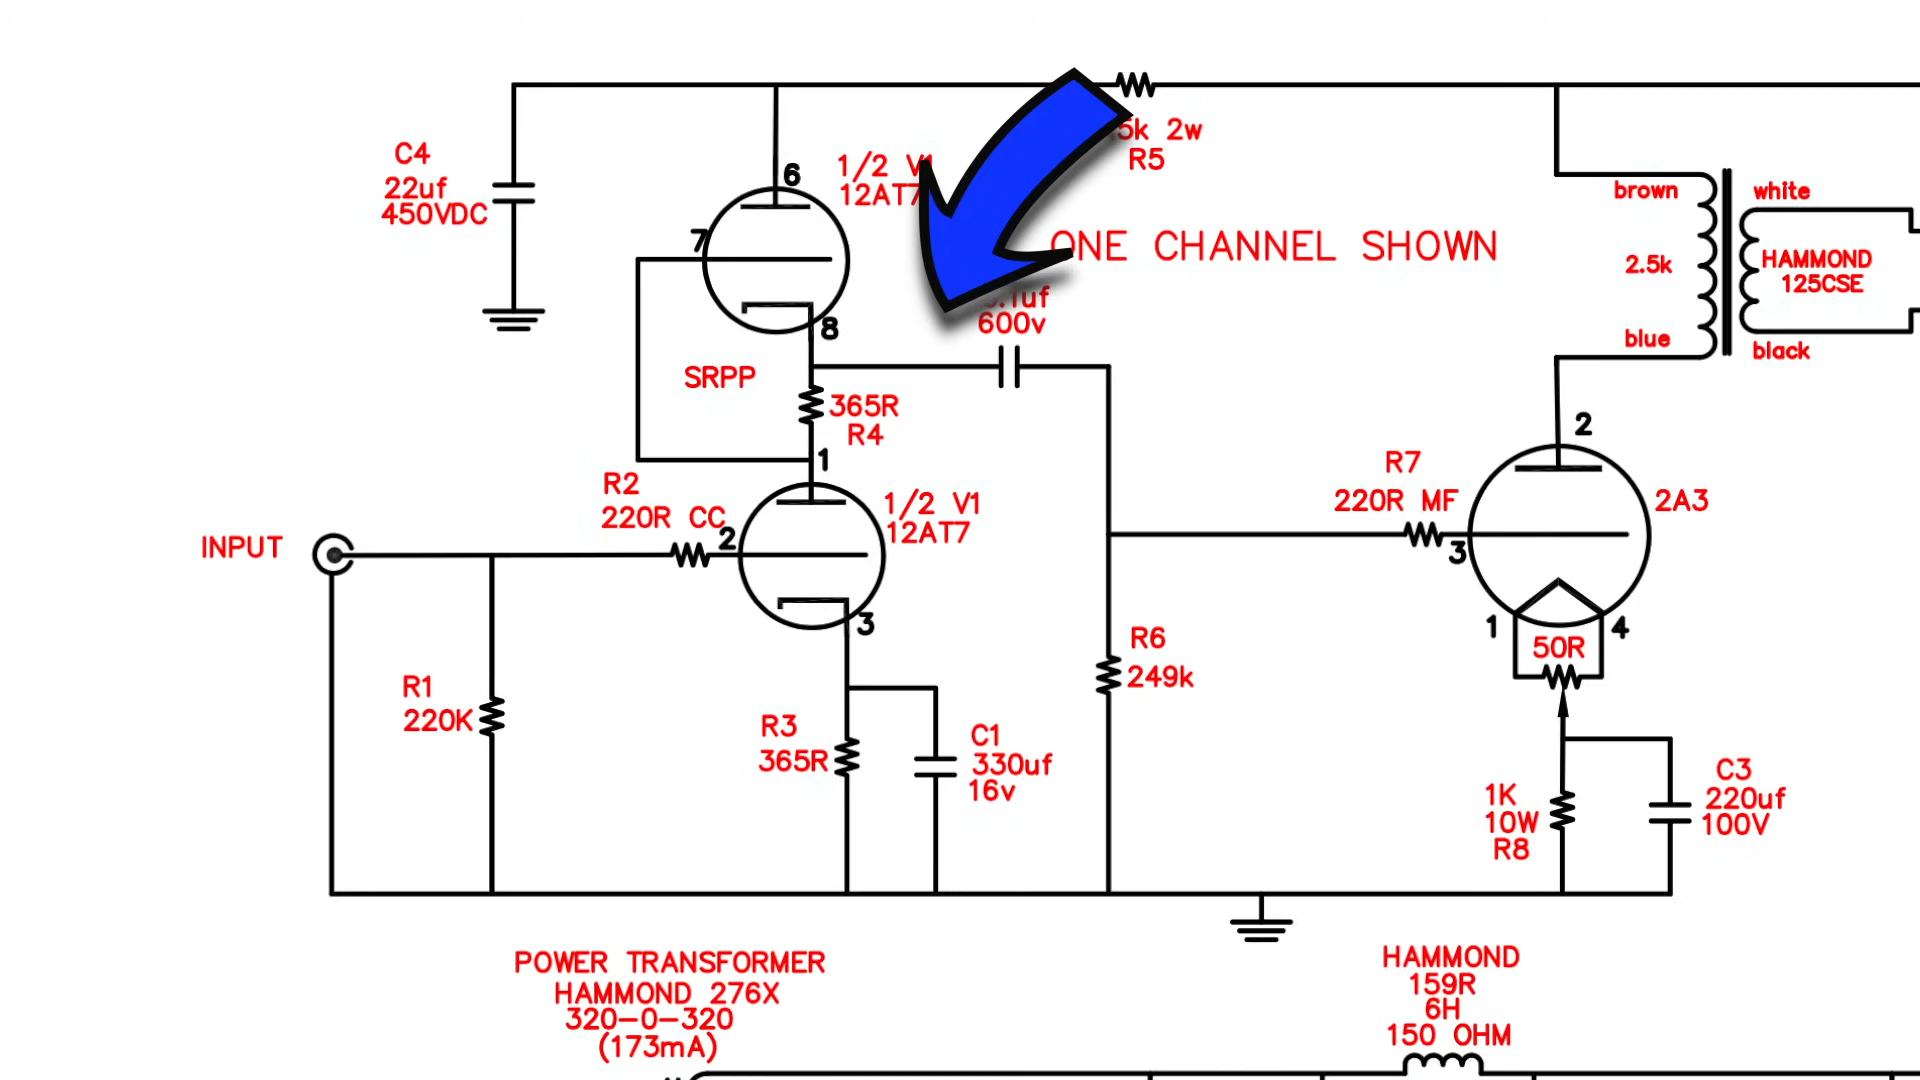 C4
22uf
450VDC
6
7
8
1/2
12AT7
5k 2w
R5
ONE CHANNEL SHOWN
600v
brown
2.5k
blue
white
HAMMOND
125CSE
black
SRPP
365R
R4
1
R2
220R CC
2
1/2 V1
12AT7
3
INPUT
R1
220K
R3
365R
C1
330uf
16v
R6
249k
R7
220R MF
2
2A3
3
1
4
50R
1K
10W
R8
C3
220uf
100V
POWER TRANSFORMER
HAMMOND 276X
320-0-320
(173mA)
HAMMOND
159R
6H
150 OHM